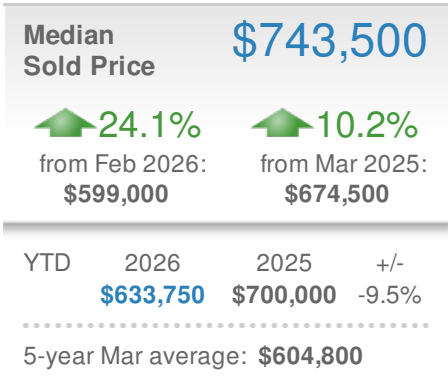 Median $743,500
Sold Price
24.1% 10.2%
from Feb 2026: from Mar 2025:
$599,000 $674,500
YTD 2026 2025 +/-
$633,750 $700,000 -9.5%
5-year Mar average: $604,800